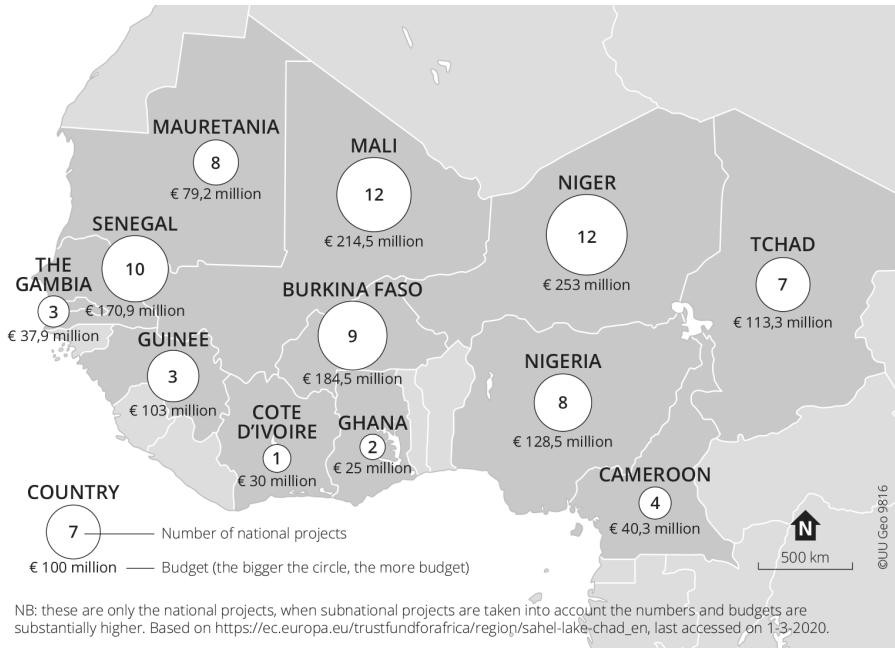 MAURETANIA
8
€ 79,2 million
MALI
12
€ 214,5 million
NIGER
12
€ 253 million
TCHAD
7
€ 113,3 million
SENEGAL
10
€ 170,9 million
THE
GAMBIA
3
€ 37,9 million
BURKINA FASO
9
€ 184,5 million
GUINEE
3
€ 103 million
NIGERIA
8
€ 128,5 million
COTE
D'IVOIRE
1
€ 30 million
GHANA
2
€ 25 million
CAMEROON
4
€ 40,3 million
COUNTRY
7
Number of national projects
€ 100 million
Budget (the bigger the circle, the more budget)
N
500 km
©UU Geo 9816
NB: these are only the national projects, when subnational projects are taken into account the numbers and budgets are
substantially higher. Based on https://ec.europa.eu/trustfundforafrica/region/sahel-lake-chad_en, last accessed on 1-3-2020.